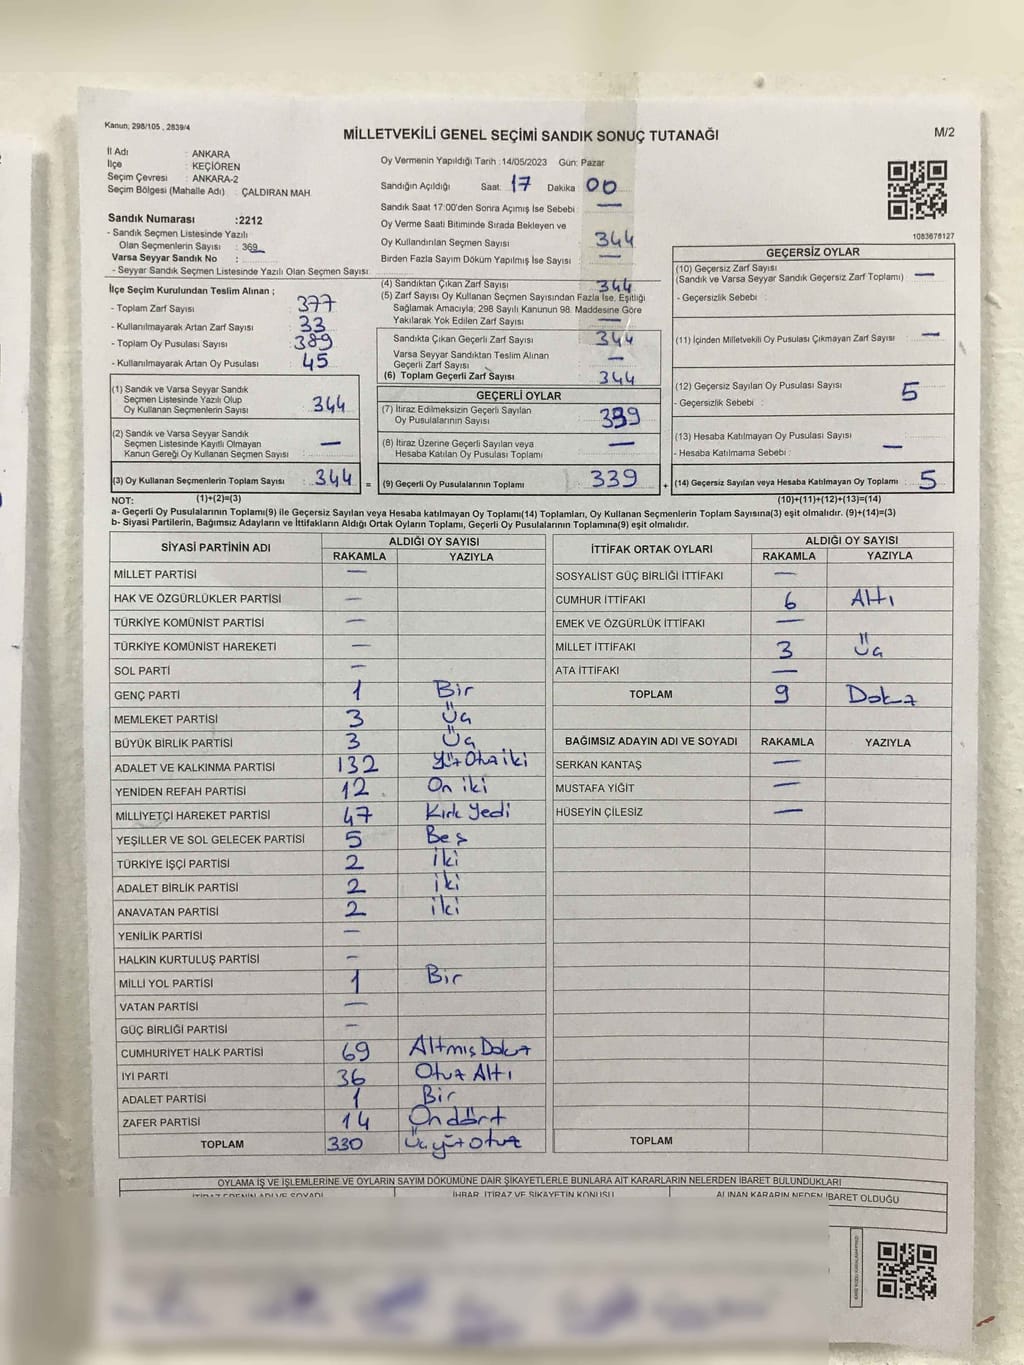 Kanun; 298/105 , 2839/4
MİLLETVEKİLİ GENEL SEÇİMİ SANDIK SONUÇ TUTANAĞI
M/2
İl Adı : ANKARA
İlçe : KEÇİÖREN
Seçim Çevresi : ANKARA-2
Seçim Bölgesi (Mahalle Adı) : ÇALDIRAN MAH.
Sandık Numarası :2212
- Sandık Seçmen Listesinde Yazılı
Olan Seçmenlerin Sayısı : 369
Varsa Seyyar Sandık No :
- Seyyar Sandık Seçmen Listesinde Yazılı Olan Seçmen Sayısı:
İlçe Seçim Kurulundan Teslim Alınan ;
- Toplam Zarf Sayısı : 377
- Kullanılmayarak Artan Zarf Sayısı : 33
- Toplam Oy Pusulası Sayısı : 389
- Kullanılmayarak Artan Oy Pusulası : 45
(1) Sandık ve Varsa Seyyar Sandık
Seçmen Listesinde Yazılı Olup
Oy Kullanan Seçmenlerin Sayısı : 344
(2) Sandık ve Varsa Seyyar Sandık
Seçmen Listesinde Kayıtlı Olmayan
Kanun Gereği Oy Kullanan Seçmen Sayısı : —
(3) Oy Kullanan Seçmenlerin Toplam Sayısı : 344 =
Oy Vermenin Yapıldığı Tarih :14/05/2023 Gün: Pazar
Sandığın Açıldığı Saat: 17 Dakika 00
Sandık Saat 17:00'den Sonra Açımış İse Sebebi : —
Oy Verme Saati Bitiminde Sırada Bekleyen ve
Oy Kullandırılan Seçmen Sayısı : 344
Birden Fazla Sayım Döküm Yapılmış İse Sayısı : —
(4) Sandıktan Çıkan Zarf Sayısı : 344
(5) Zarf Sayısı Oy Kullanan Seçmen Sayısından Fazla İse, Eşitliği
Sağlamak Amacıyla; 298 Sayılı Kanunun 98. Maddesine Göre
Yakılarak Yok Edilen Zarf Sayısı : —
Sandıkta Çıkan Geçerli Zarf Sayısı : 344
Varsa Seyyar Sandıktan Teslim Alınan
Geçerli Zarf Sayısı : —
(6) Toplam Geçerli Zarf Sayısı : 344
GEÇERLİ OYLAR
(7) İtiraz Edilmeksizin Geçerli Sayılan
Oy Pusulalarının Sayısı : 339
(8) İtiraz Üzerine Geçerli Sayılan veya
Hesaba Katılan Oy Pusulası Toplamı : —
(9) Geçerli Oy Pusulalarının Toplamı : 339 +
1083678127
GEÇERSİZ OYLAR
(10) Geçersiz Zarf Sayısı
(Sandık ve Varsa Seyyar Sandık Geçersiz Zarf Toplamı) : —
- Geçersizlik Sebebi :
(11) İçinden Milletvekili Oy Pusulası Çıkmayan Zarf Sayısı : —
(12) Geçersiz Sayılan Oy Pusulası Sayısı : 5
- Geçersizlik Sebebi :
(13) Hesaba Katılmayan Oy Pusulası Sayısı :
- Hesaba Katılmama Sebebi : —
(14) Geçersiz Sayılan veya Hesaba Katılmayan Oy Toplamı : 5
NOT: (1)+(2)=(3)
(10)+(11)+(12)+(13)=(14)
a- Geçerli Oy Pusulalarının Toplamı(9) ile Geçersiz Sayılan veya Hesaba katılmayan Oy Toplamı(14) Toplamları, Oy Kullanan Seçmenlerin Toplam Sayısına(3) eşit olmalıdır. (9)+(14)=(3)
b- Siyasi Partilerin, Bağımsız Adayların ve İttifakların Aldığı Ortak Oyların Toplamı, Geçerli Oy Pusulalarının Toplamına(9) eşit olmalıdır.
SİYASİ PARTİNİN ADI ALDIĞI OY SAYISI
RAKAMLA YAZIYLA
MİLLET PARTİSİ —
HAK VE ÖZGÜRLÜKLER PARTİSİ —
TÜRKİYE KOMÜNİST PARTİSİ —
TÜRKİYE KOMÜNİST HAREKETİ —
SOL PARTİ —
GENÇ PARTİ 1 Bir
MEMLEKET PARTİSİ 3 Üç
BÜYÜK BİRLİK PARTİSİ 3 Üç
ADALET VE KALKINMA PARTİSİ 132 Yüz Otuz iki
YENİDEN REFAH PARTİSİ 12 On iki
MİLLİYETÇİ HAREKET PARTİSİ 47 Kırk Yedi
YEŞİLLER VE SOL GELECEK PARTİSİ 5 Beş
TÜRKİYE İŞÇİ PARTİSİ 2 iki
ADALET BİRLİK PARTİSİ 2 iki
ANAVATAN PARTİSİ 2 iki
YENİLİK PARTİSİ —
HALKIN KURTULUŞ PARTİSİ —
MİLLİ YOL PARTİSİ 1 Bir
VATAN PARTİSİ —
GÜÇ BİRLİĞİ PARTİSİ —
CUMHURİYET HALK PARTİSİ 69 Altmış Dokuz
İYİ PARTİ 36 Otuz Altı
ADALET PARTİSİ 1 Bir
ZAFER PARTİSİ 14 Ondört
TOPLAM 330 Üçyüz Otuz
İTTİFAK ORTAK OYLARI ALDIĞI OY SAYISI
RAKAMLA YAZIYLA
SOSYALİST GÜÇ BİRLİĞİ İTTİFAKI —
CUMHUR İTTİFAKI 6 Altı
EMEK VE ÖZGÜRLÜK İTTİFAKI —
MİLLET İTTİFAKI 3 Üç
ATA İTTİFAKI —
TOPLAM 9 Dokuz
BAĞIMSIZ ADAYIN ADI VE SOYADI RAKAMLA YAZIYLA
SERKAN KANTAŞ —
MUSTAFA YİĞİT —
HÜSEYİN ÇİLESİZ —
TOPLAM
OYLAMA İŞ VE İŞLEMLERİNE VE OYLARIN SAYIM DÖKÜMÜNE DAİR ŞİKAYETLERLE BUNLARA AİT KARARLARIN NELERDEN İBARET BULUNDUKLARI
İTİRAZ EDENİN ADI VE SOYADI İHBAR, İTİRAZ VE ŞİKAYETİN KONUSU ALINAN KARARIN NEDEN İBARET OLDUĞU